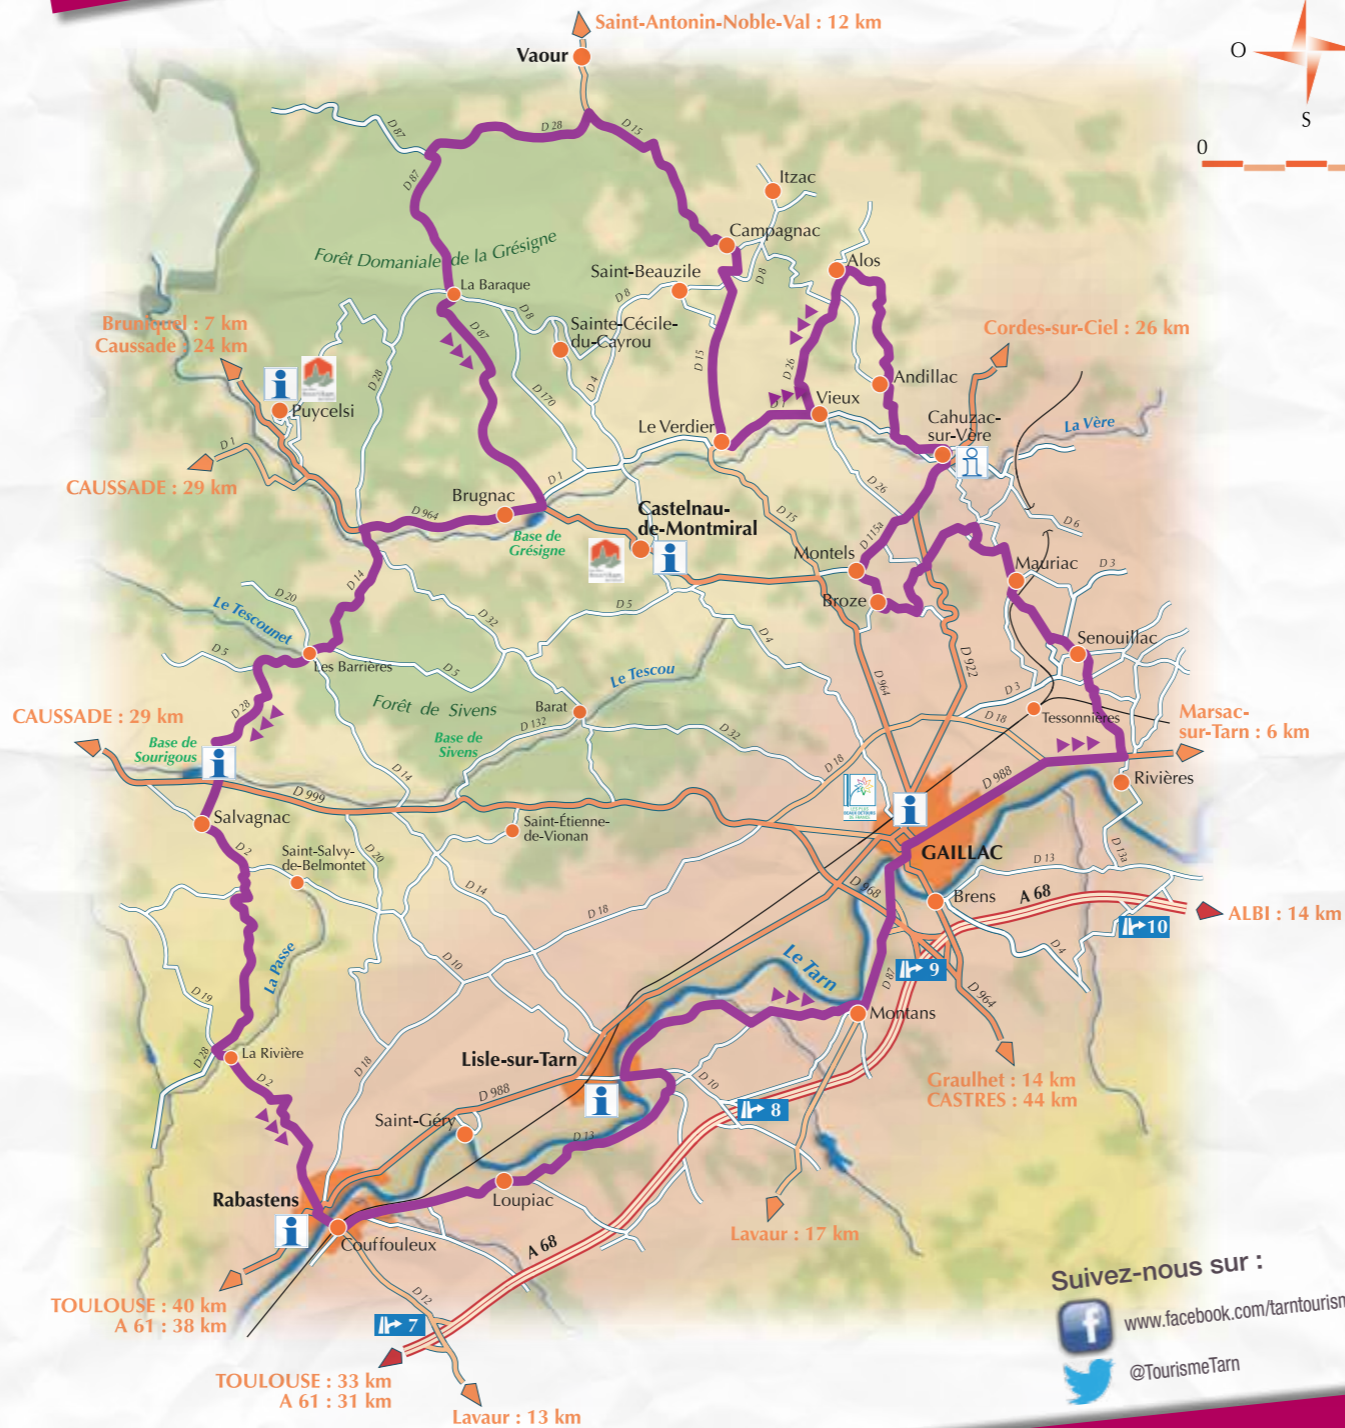 Saint-Antonin-Noble-Val : 12 km
Vaour
O
S
0
D 87
D 28
D 15
D 87
Itzac
Campagnac
Forêt Domaniale de la Grésigne
Saint-Beauzile
D 8
Alos
La Baraque
D 8
D 8
Bruniquel : 7 km
Caussade : 24 km
D 87
Sainte-Cécile-
du-Cayrou
Cordes-sur-Ciel : 26 km
D 15
D 26
D 28
D 4
D 170
Andillac
i
Puycelsi
D 1
Vieux
Le Verdier
Cahuzac-
sur-Vère
i
La Vère
D 1
CAUSSADE : 29 km
D 1
D 26
Brugnac
D 964
Castelnau-
de-Montmiral
D 15
D 6
Base de
Grésigne
i
D 115a
Montels
Mauriac
D 3
D 14
D 20
Broze
Le Tescounet
D 32
D 5
D 4
Senouillac
D 5
Les Barrières
D 5
Le Tescou
D 922
D 964
D 3
Forêt de Sivens
Barat
D 28
CAUSSADE : 29 km
D 132
D 18
Tessonnières
Marsac-
sur-Tarn : 6 km
Base de
Sourigous
Base de
Sivens
D 32
i
D 14
D 18
D 988
Rivières
D 999
i
Salvagnac
Saint-Étienne-
de-Vionan
D 2
Saint-Salvy-
de-Belmontet
D 20
GAILLAC
D 13
D 13a
D 14
D 968
Brens
A 68
D 18
ALBI : 14 km
10
D 4
La Passe
D 10
Le Tarn
9
D 87
D 19
D 964
Montans
D 28
La Rivière
Lisle-sur-Tarn
D 18
D 2
D 10
Graulhet : 14 km
CASTRES : 44 km
D 988
i
8
Saint-Géry
D 13
Rabastens
Loupiac
i
Couffouleux
Lavaur : 17 km
A 68
Suivez-nous sur :
TOULOUSE : 40 km
A 61 : 38 km
D 12
7
www.facebook.com/tarntourism
@TourismeTarn
TOULOUSE : 33 km
A 61 : 31 km
Lavaur : 13 km